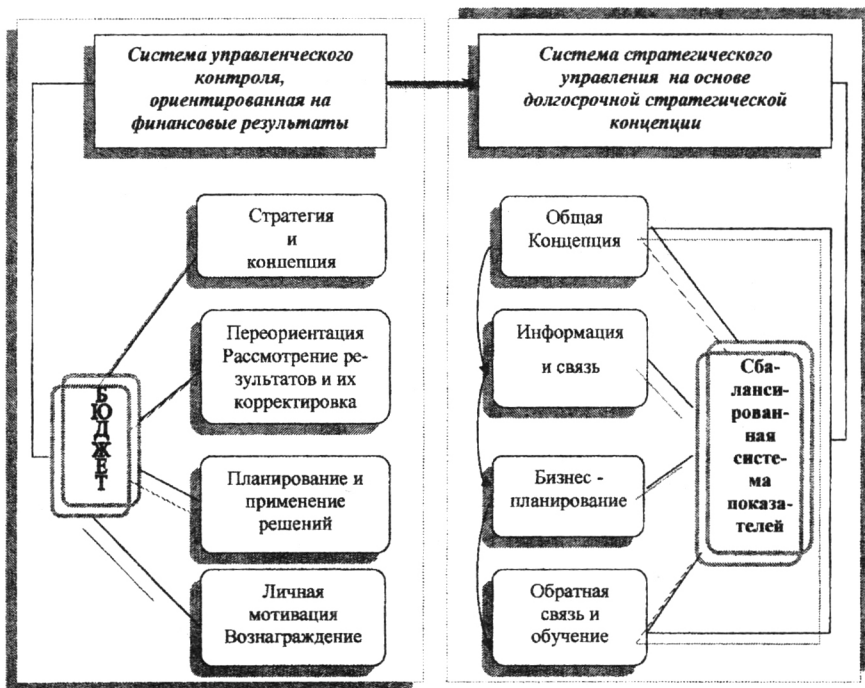 Система управленческого
контроля,
ориентированная на
финансовые результаты
Стратегия
и
концепция
Переориентация
Рассмотрение ре-
зультатов и их
корректировка
Планирование и
применение
решений
Личная
мотивация
Вознаграждение
БЮДЖЕТ
Система стратегического
управления на основе
долгосрочной стратегической
концепции
Общая
Концепция
Информация
и связь
Бизнес -
планирование
Обратная
связь и
обучение
Сба-
лансі-
рован-
ная
систе-
ма
показа-
телей